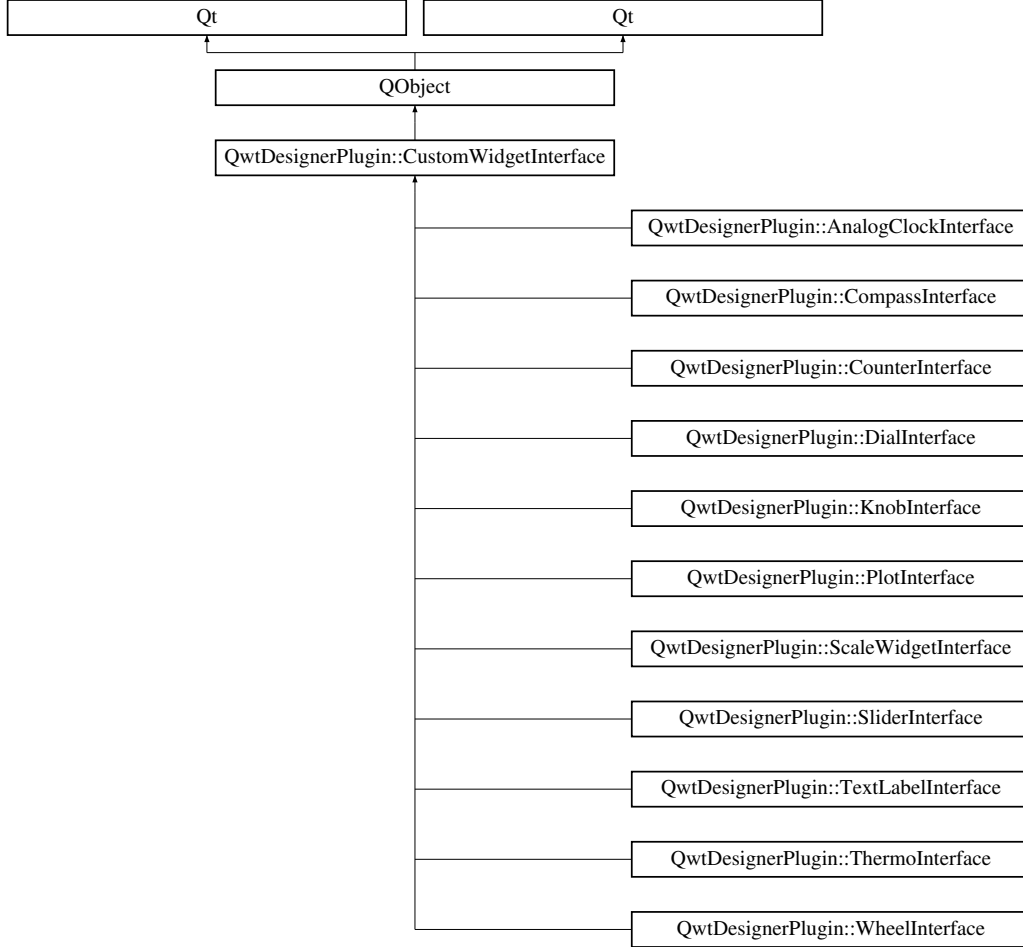 Qt
Qt
QObject
QwtDesignerPlugin::CustomWidgetInterface
QwtDesignerPlugin::AnalogClockInterface
QwtDesignerPlugin::CompassInterface
QwtDesignerPlugin::CounterInterface
QwtDesignerPlugin::DialInterface
QwtDesignerPlugin::KnobInterface
QwtDesignerPlugin::PlotInterface
QwtDesignerPlugin::ScaleWidgetInterface
QwtDesignerPlugin::SliderInterface
QwtDesignerPlugin::TextLabelInterface
QwtDesignerPlugin::ThermoInterface
QwtDesignerPlugin::WheelInterface